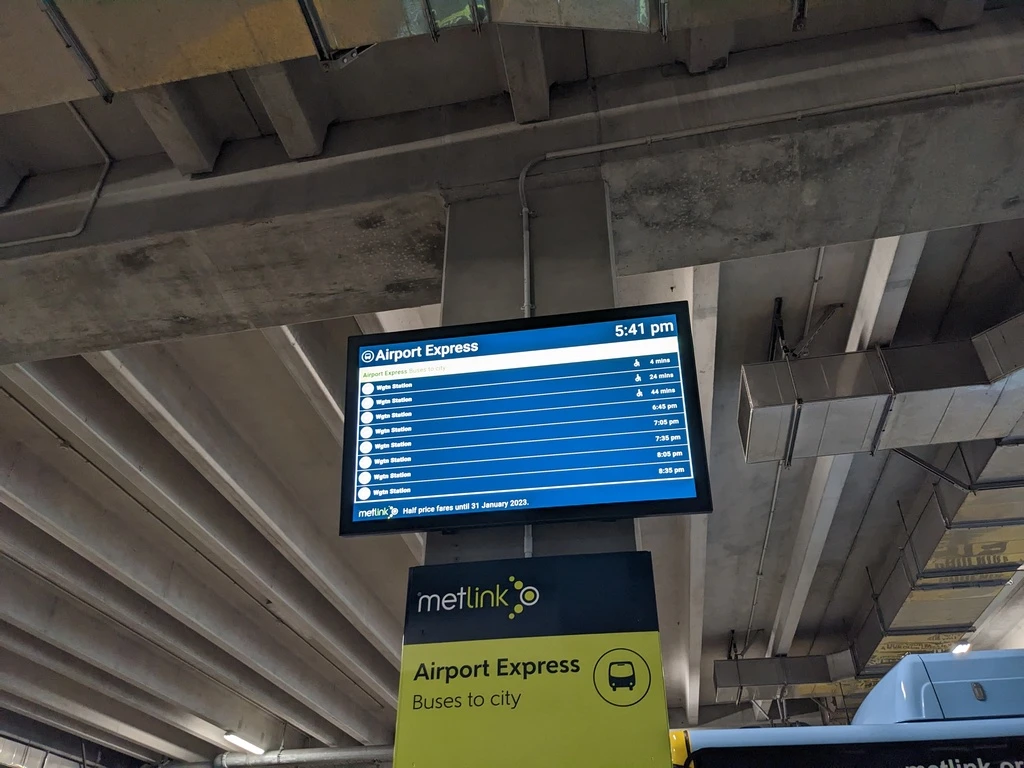 5:41 pm
Airport Express
Airport Express Buses to city
Wgtn Station 4 mins
Wgtn Station 24 mins
Wgtn Station 44 mins
Wgtn Station 6:45 pm
Wgtn Station 7:05 pm
Wgtn Station 7:35 pm
Wgtn Station 8:05 pm
Wgtn Station 8:35 pm
metlink Half price fares until 31 January 2023.
metlink
Airport Express
Buses to city
metlink.or